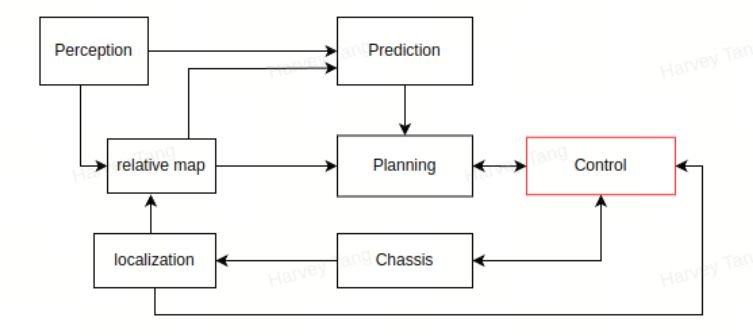 Perception
Prediction
relative map
Planning
Control
localization
Chassis
Harvey Tang
Harvey Tang
Harvey Tang
Harvey Tang
Harvey Tang
Harvey Tang